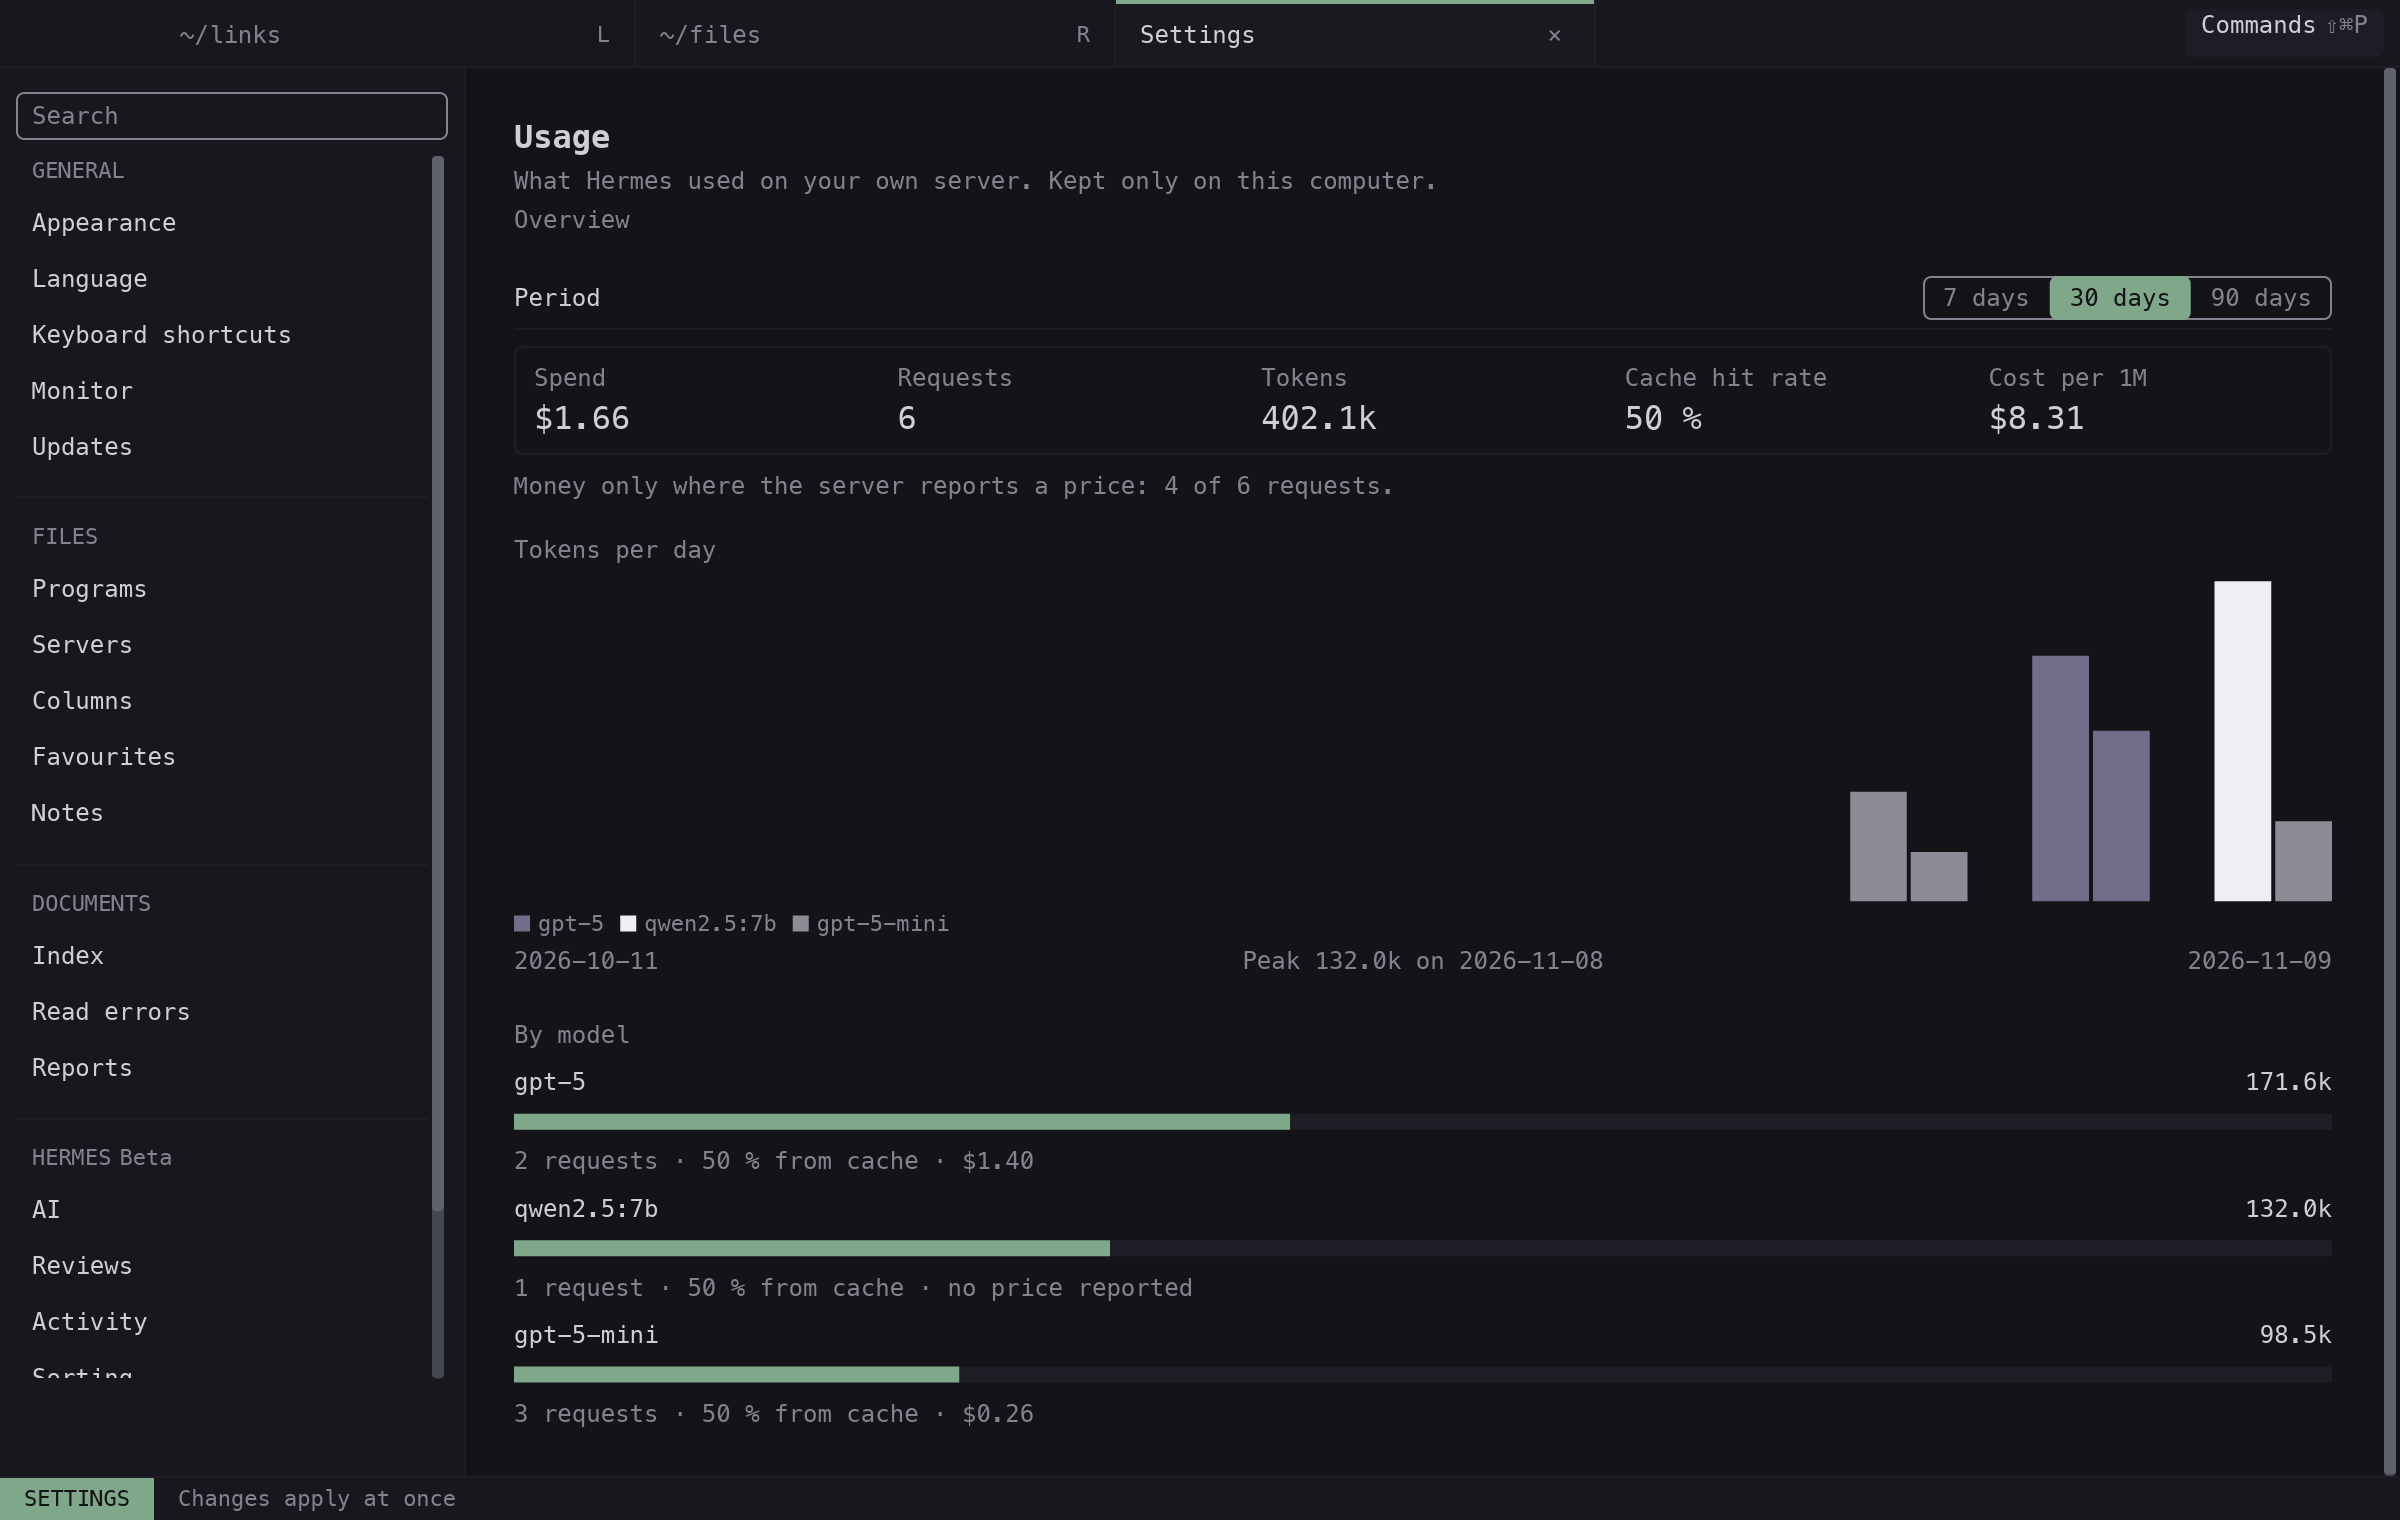 ~/links L ~/files R Settings × Commands ⇧⌘P
Search
GENERAL
Appearance
Language
Keyboard shortcuts
Monitor
Updates
FILES
Programs
Servers
Columns
Favourites
Notes
DOCUMENTS
Index
Read errors
Reports
HERMES Beta
AI
Reviews
Activity
Sorting
Usage
What Hermes used on your own server. Kept only on this computer.
Overview
Period 7 days 30 days 90 days
Spend Requests Tokens Cache hit rate Cost per 1M
$1.66 6 402.1k 50 % $8.31
Money only where the server reports a price: 4 of 6 requests.
Tokens per day
gpt-5 qwen2.5:7b gpt-5-mini
2026-10-11 Peak 132.0k on 2026-11-08 2026-11-09
By model
gpt-5 171.6k
2 requests · 50 % from cache · $1.40
qwen2.5:7b 132.0k
1 request · 50 % from cache · no price reported
gpt-5-mini 98.5k
3 requests · 50 % from cache · $0.26
SETTINGS Changes apply at once